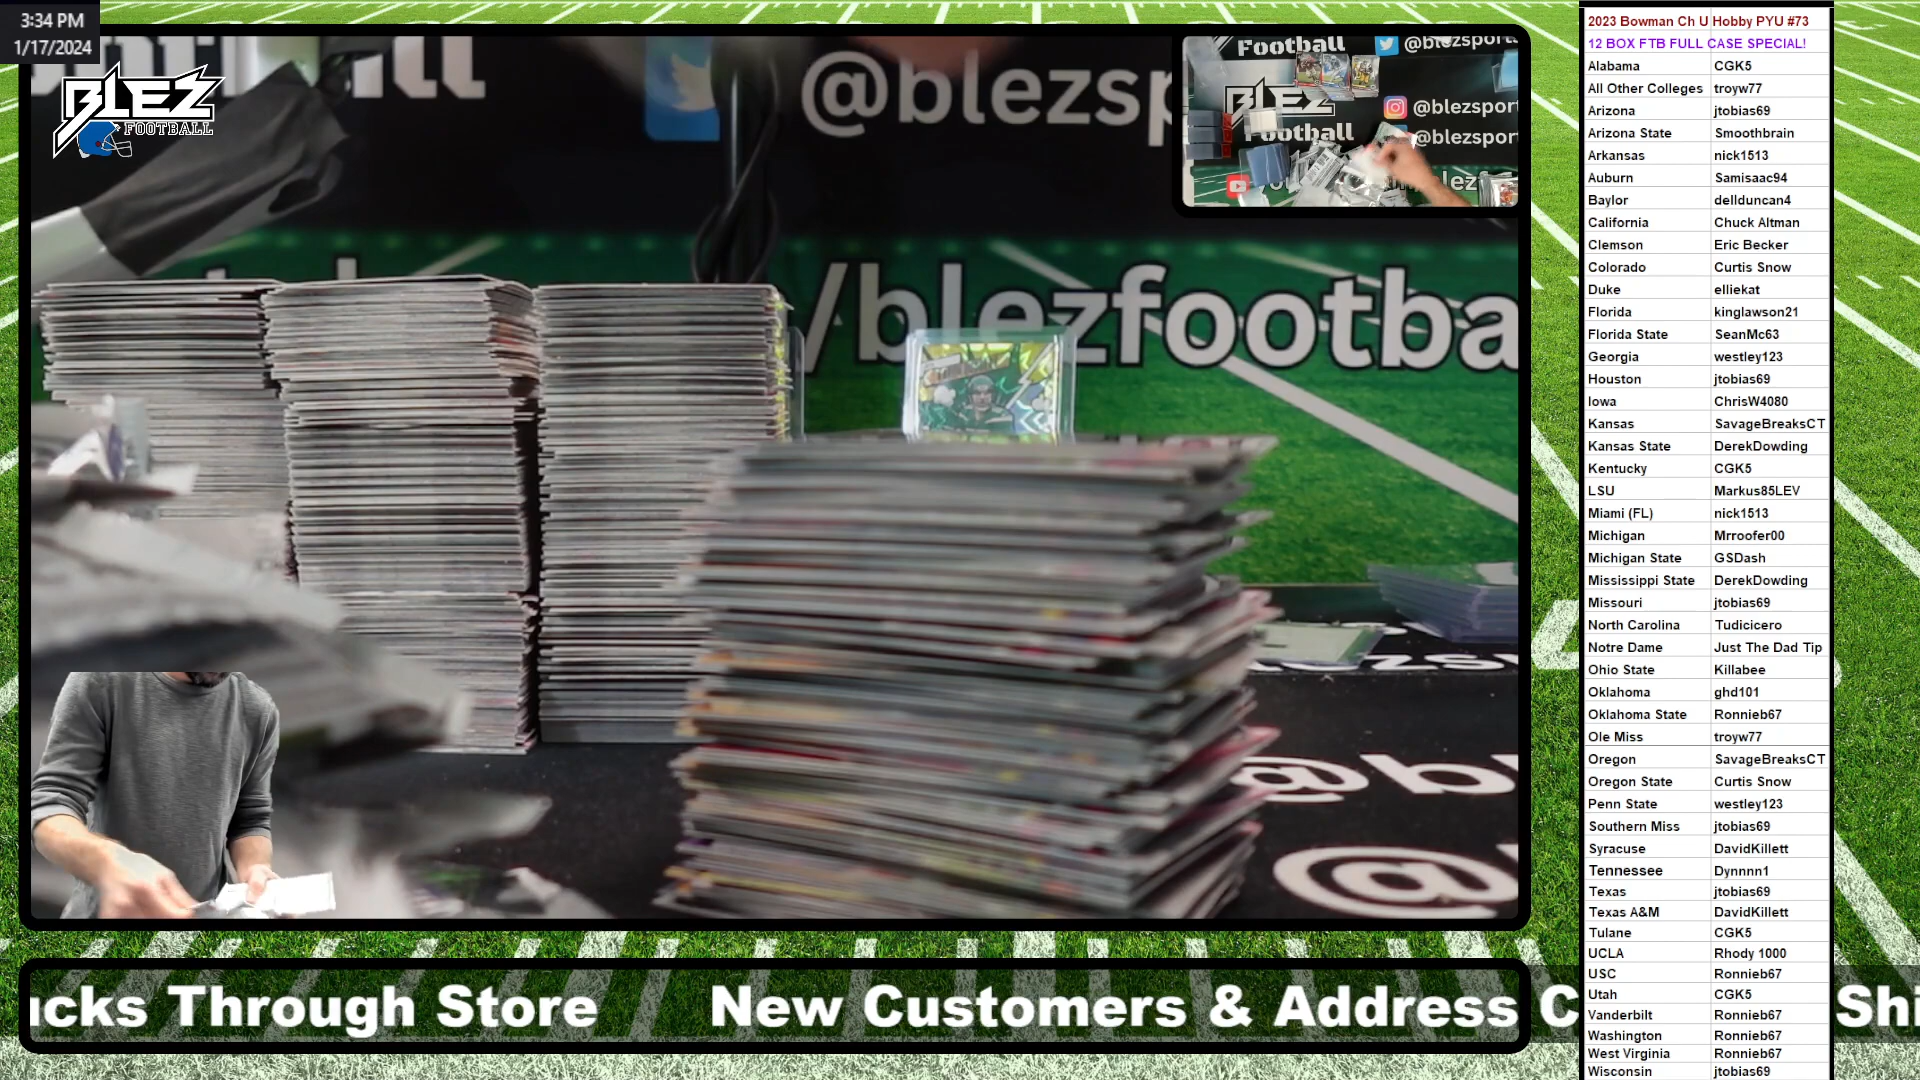 3:34 PM
1/17/2024
BLEZ
FOOTBALL
@blezsp
/blezfootba
@b
@
Football
@blezsport
BLEZ
Football
@blezsport
@blezsport
2023 Bowman Ch U Hobby PYU #73
12 BOX FTB FULL CASE SPECIAL!
Alabama CGK5
All Other Colleges troyw77
Arizona jtobias69
Arizona State Smoothbrain
Arkansas nick1513
Auburn Samisaac94
Baylor dellduncan4
California Chuck Altman
Clemson Eric Becker
Colorado Curtis Snow
Duke elliekat
Florida kinglawson21
Florida State SeanMc63
Georgia westley123
Houston jtobias69
Iowa ChrisW4080
Kansas SavageBreaksCT
Kansas State DerekDowding
Kentucky CGK5
LSU Markus85LEV
Miami (FL) nick1513
Michigan Mrroofer00
Michigan State GSDash
Mississippi State DerekDowding
Missouri jtobias69
North Carolina Tudicicero
Notre Dame Just The Dad Tip
Ohio State Killabee
Oklahoma ghd101
Oklahoma State Ronnieb67
Ole Miss troyw77
Oregon SavageBreaksCT
Oregon State Curtis Snow
Penn State westley123
Southern Miss jtobias69
Syracuse DavidKillett
Tennessee Dynnnn1
Texas jtobias69
Texas A&M DavidKillett
Tulane CGK5
UCLA Rhody 1000
USC Ronnieb67
Utah CGK5
Vanderbilt Ronnieb67
Washington Ronnieb67
West Virginia Ronnieb67
Wisconsin jtobias69
ucks Through Store New Customers & Address C Shi